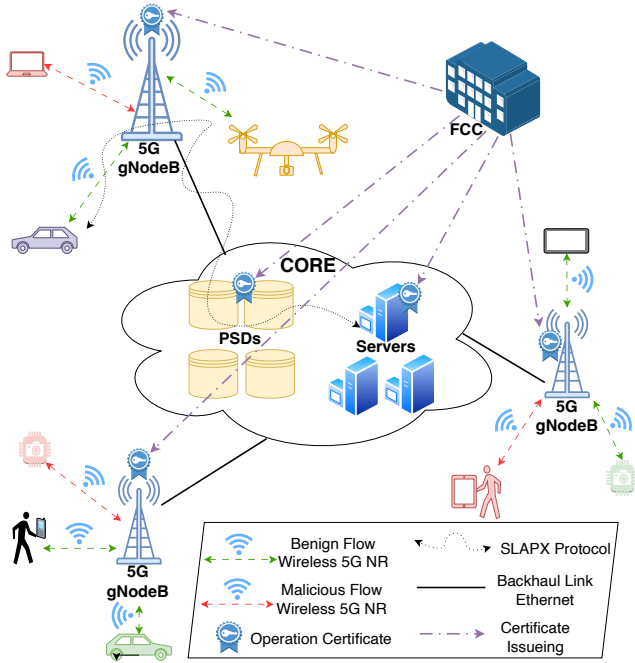 FCC
5G
gNodeB
CORE
PSDs
Servers
5G
gNodeB
5G
gNodeB
Benign Flow
Wireless 5G NR
SLAPX Protocol
Malicious Flow
Wireless 5G NR
Backhaul Link
Ethernet
Operation Certificate
Certificate
Issueing